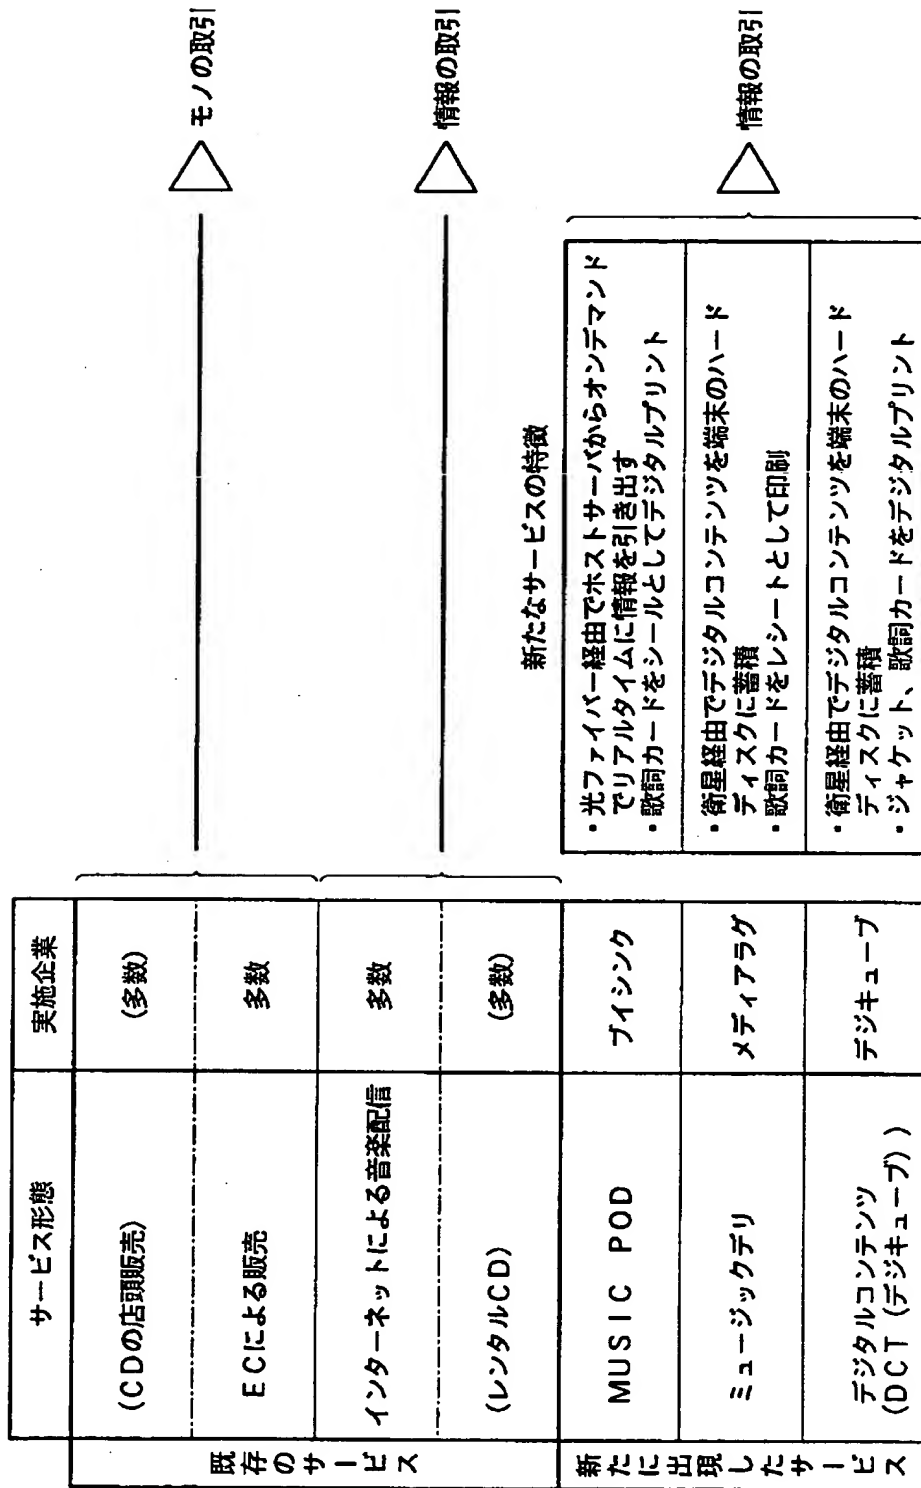 サービス形態
実施企業
既存のサービス
(CDの店頭販売)
(多数)
ECによる販売
多数
モノの取引
インターネットによる音楽配信
多数
(レンタルCD)
(多数)
情報の取引
新たなサービスの特徴
新たに出現したサービス
MUSIC POD
ブイシンク
・光ファイバー経由でホストサーバからオンデマンド
でリアルタイムに情報を引き出す
・歌詞カードをシールとしてデジタルプリント
ミュージックデリ
メディアラグ
・衛星経由でデジタルコンテンツを端末のハード
ディスクに蓄積
・歌詞カードをレシートとして印刷
デジタルコンテンツ
(DCT(デジキューブ))
デジキューブ
・衛星経由でデジタルコンテンツを端末のハード
ディスクに蓄積
・ジャケット、歌詞カードをデジタルプリント
情報の取引